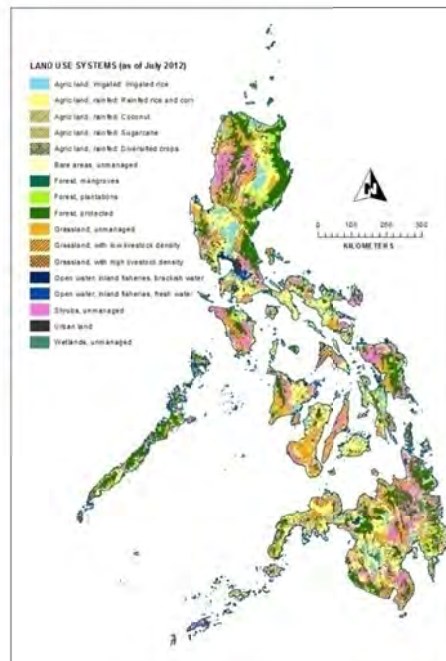 LAND USE SYSTEMS (as of July 2012)
Agric land, irrigated: Irrigated rice
Agric land, rainfed: Rainfed rice and corn
Agric land, rainfed: Coconut
Agric land, rainfed: Sugarcane
Agric land, rainfed: Diversified crops
Bare areas, unmanaged
Forest, mangroves
Forest, plantations
Forest, protected
Grassland, unmanaged
Grassland, with low livestock density
Grassland, with high livestock density
Open water, inland fisheries, brackish water
Open water, inland fisheries, fresh water
Shrubs, unmanaged
Urban land
Wetlands, unmanaged
N
0 100 200 300
KILOMETERS